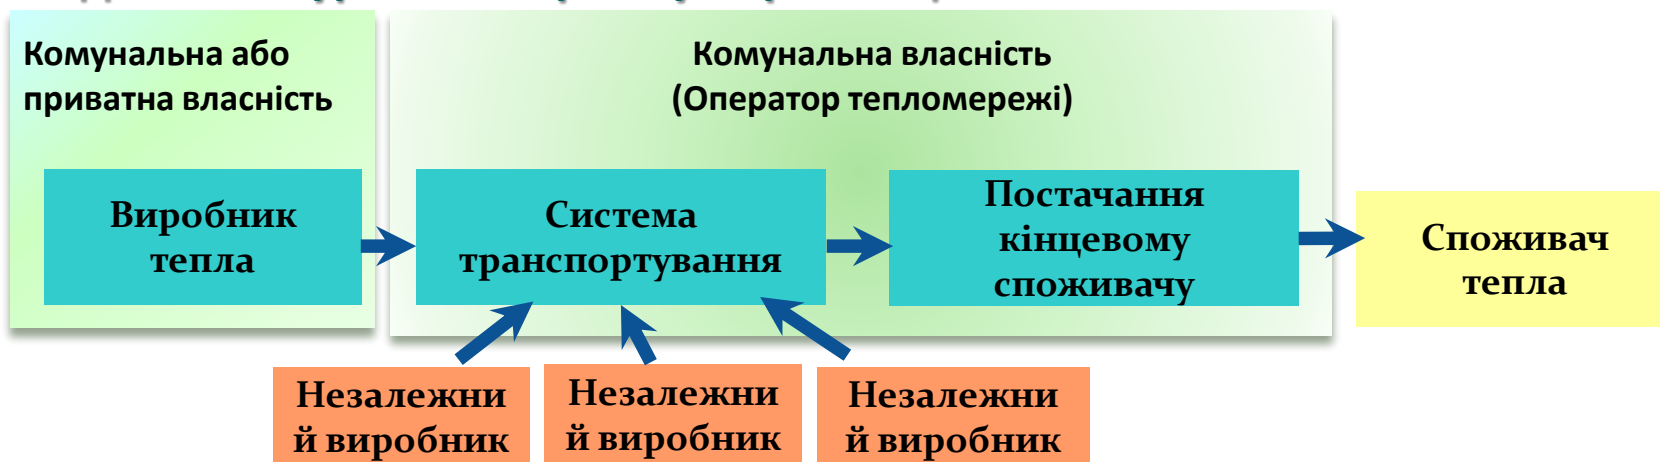 Комунальна або
приватна власність
Комунальна власність
(Оператор тепломережі)
Виробник
тепла
Система
транспортування
Постачання
кінцевому
споживачу
Споживач
тепла
Незалежни
й виробник
Незалежни
й виробник
Незалежни
й виробник